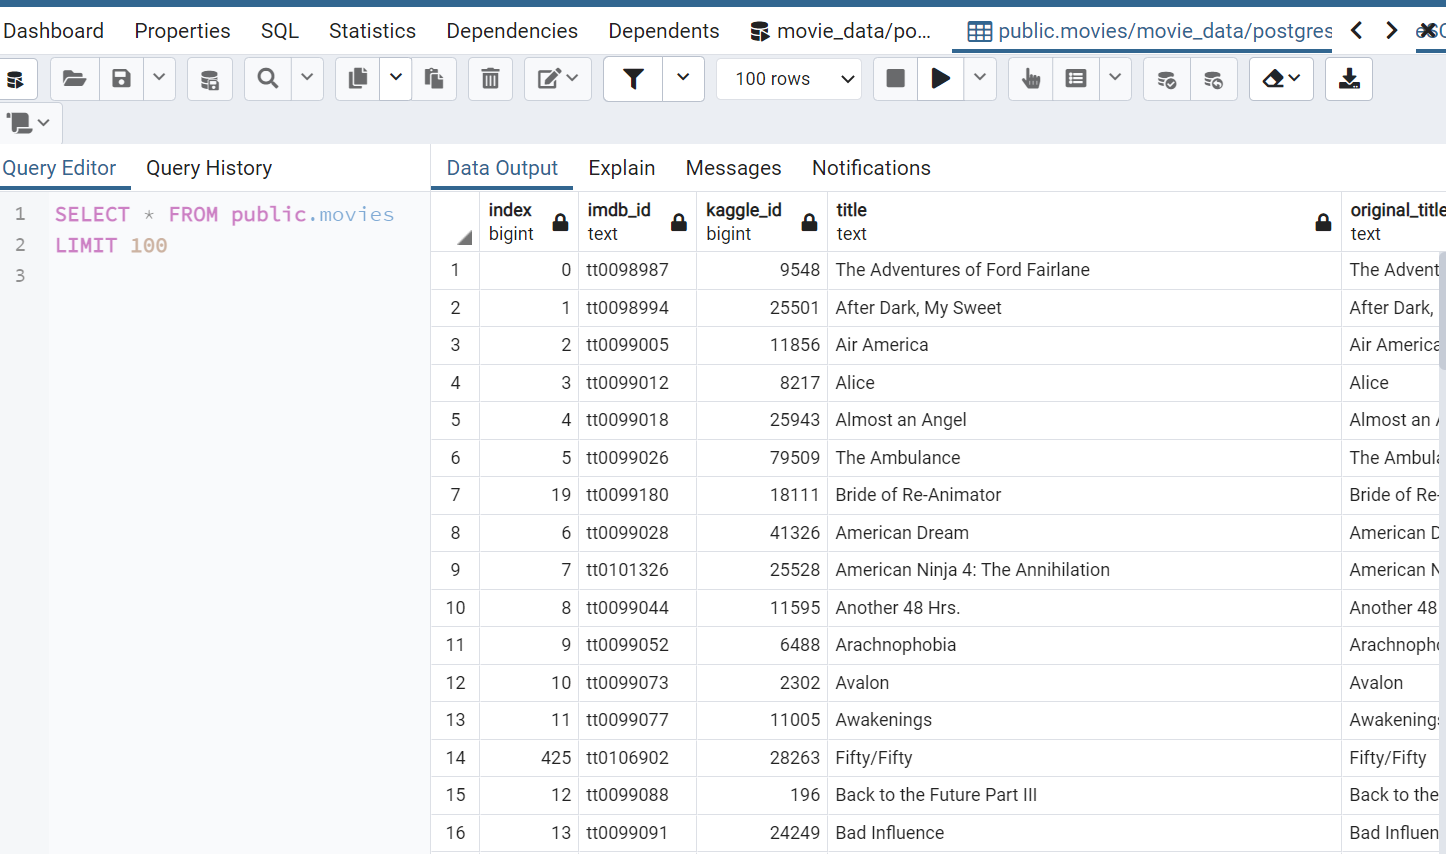 Dashboard Properties SQL Statistics Dependencies Dependents movie_data/po... public.movies/movie_data/postgres
100 rows
Query Editor Query History
1 SELECT * FROM public.movies
2 LIMIT 100
3
Data Output Explain Messages Notifications
index imdb_id kaggle_id title original_title
bigint text bigint text text
1 0 tt0098987 9548 The Adventures of Ford Fairlane The Advent
2 1 tt0098994 25501 After Dark, My Sweet After Dark,
3 2 tt0099005 11856 Air America Air America
4 3 tt0099012 8217 Alice Alice
5 4 tt0099018 25943 Almost an Angel Almost an
6 5 tt0099026 79509 The Ambulance The Ambula
7 19 tt0099180 18111 Bride of Re-Animator Bride of Re-
8 6 tt0099028 41326 American Dream American D
9 7 tt0101326 25528 American Ninja 4: The Annihilation American N
10 8 tt0099044 11595 Another 48 Hrs. Another 48
11 9 tt0099052 6488 Arachnophobia Arachnopho
12 10 tt0099073 2302 Avalon Avalon
13 11 tt0099077 11005 Awakenings Awakenings
14 425 tt0106902 28263 Fifty/Fifty Fifty/Fifty
15 12 tt0099088 196 Back to the Future Part III Back to the
16 13 tt0099091 24249 Bad Influence Bad Influen